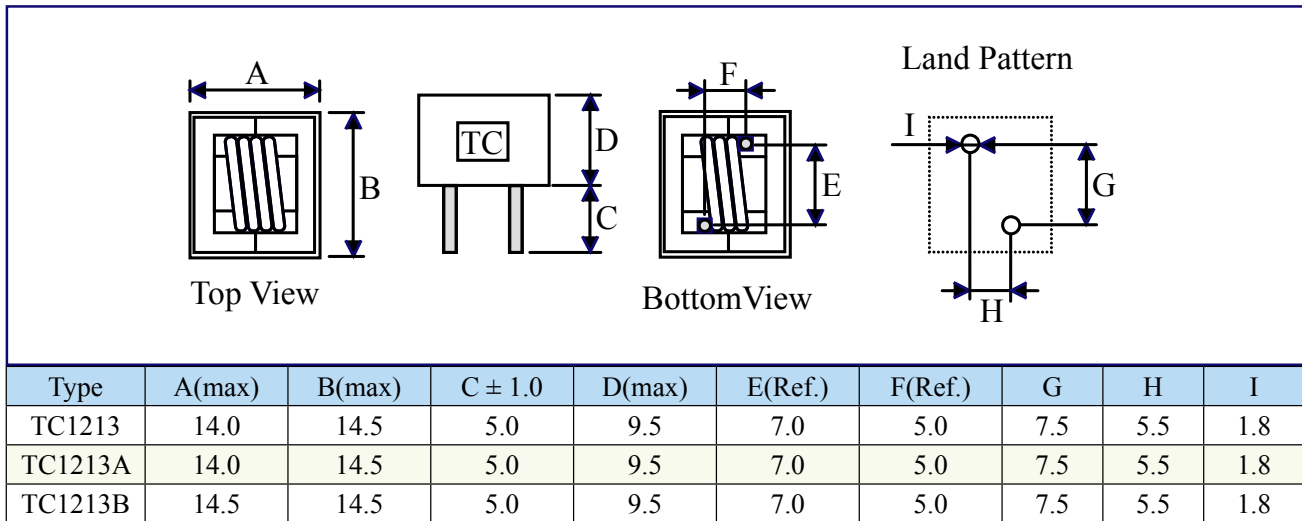 Land Pattern
A
F
I
D
TC
B
E
G
C
Top View
BottomView
H
Type A(max) B(max) C ± 1.0 D(max) E(Ref.) F(Ref.) G H I
TC1213 14.0 14.5 5.0 9.5 7.0 5.0 7.5 5.5 1.8
TC1213A 14.0 14.5 5.0 9.5 7.0 5.0 7.5 5.5 1.8
TC1213B 14.5 14.5 5.0 9.5 7.0 5.0 7.5 5.5 1.8